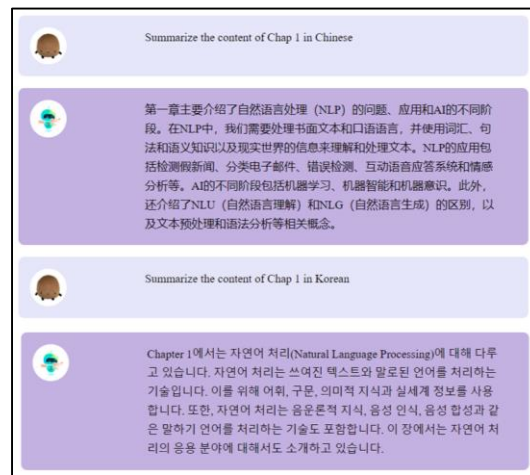 Summarize the content of Chap 1 in Chinese
第一章主要介绍了自然语言处理（NLP）的问题、应用和AI的不同阶
段。在NLP中，我们需要处理书面文本和口语语言，并使用词汇、句
法和语义知识以及现实世界的信息来理解和处理文本。NLP的应用包
括检测假新闻、分类电子邮件、错误检测、互动语音应答系统和情感
分析等。AI的不同阶段包括机器学习、机器智能和机器意识。此外，
还介绍了NLU（自然语言理解）和NLG（自然语言生成）的区别，以
及文本预处理和语法分析等相关概念。
Summarize the content of Chap 1 in Korean
Chapter 1에서는 자연어 처리(Natural Language Processing)에 대해 다루
고 있습니다. 자연어 처리는 쓰여진 텍스트와 말로된 언어를 처리하는
기술입니다. 이를 위해 어휘, 구문, 의미적 지식과 실세계 정보를 사용
합니다. 또한, 자연어 처리는 음운론적 지식, 음성 인식, 음성 합성과 같
은 말하기 언어를 처리하는 기술도 포함합니다. 이 장에서는 자연어 처
리의 응용 분야에 대해서도 소개하고 있습니다.